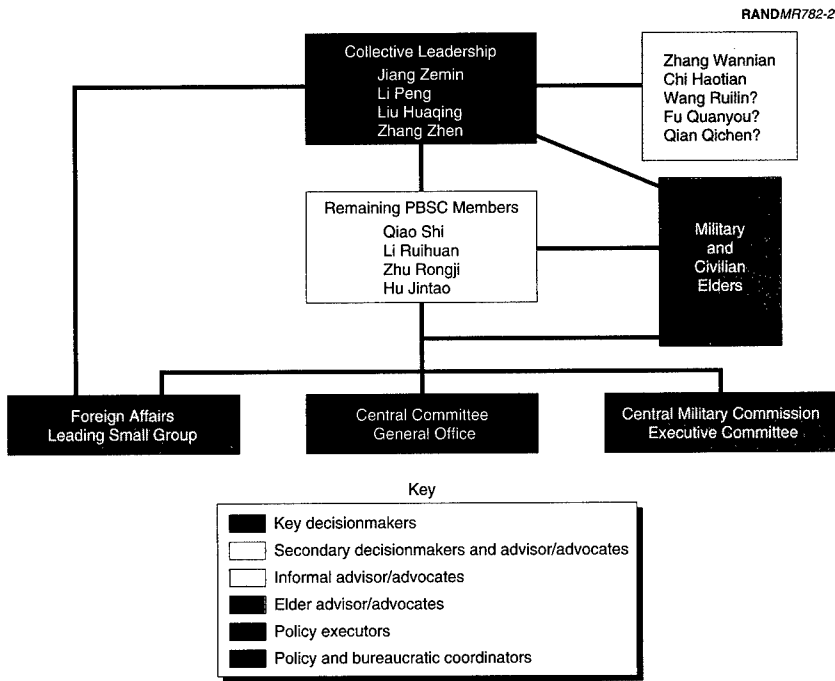 RANDMR782-2
Collective Leadership
Jiang Zemin
Li Peng
Liu Huaqing
Zhang Zhen
Zhang Wannian
Chi Haotian
Wang Ruilin?
Fu Quanyou?
Qian Qichen?
Remaining PBSC Members
Qiao Shi
Li Ruihuan
Zhu Rongji
Hu Jintao
Military
and
Civilian
Elders
Foreign Affairs
Leading Small Group
Central Committee
General Office
Central Military Commission
Executive Committee
Key
Key decisionmakers
Secondary decisionmakers and advisor/advocates
Informal advisor/advocates
Elder advisor/advocates
Policy executors
Policy and bureaucratic coordinators